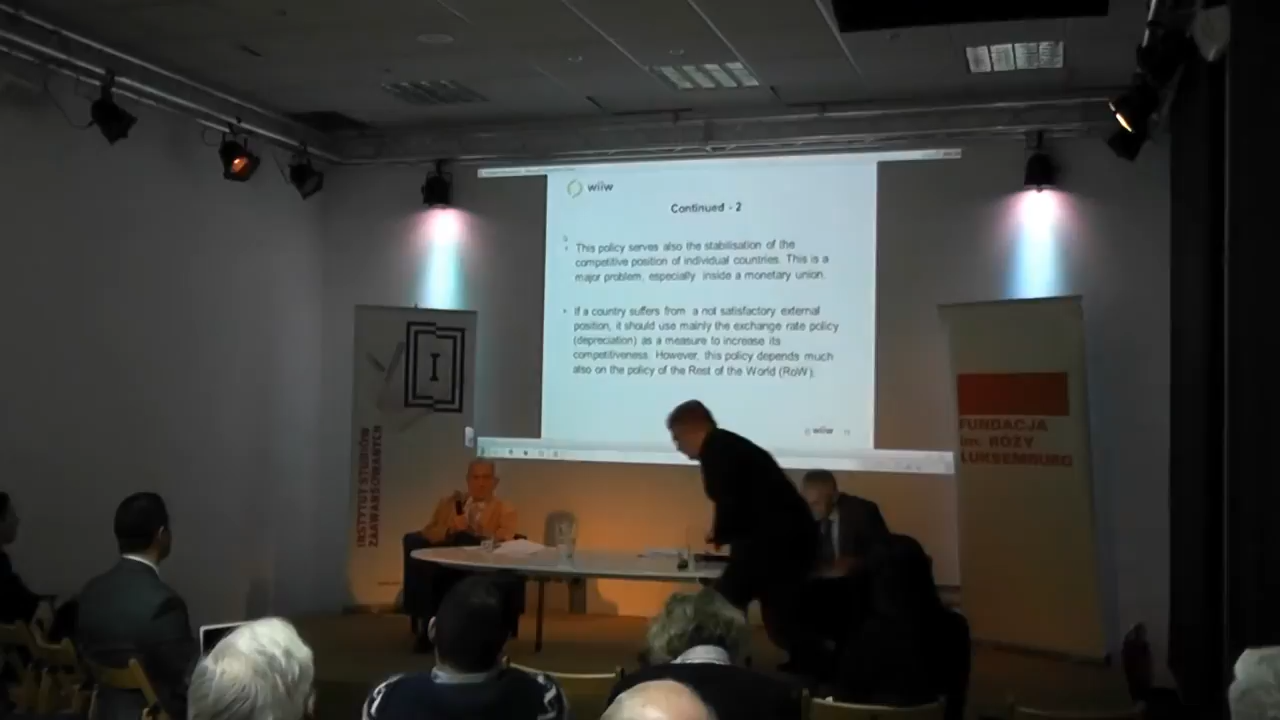 wiiw
Continued - 2
This policy serves also the stabilisation of the
competitive position of individual countries. This is a
major problem, especially inside a monetary union.
If a country suffers from a not satisfactory external
position, it should use mainly the exchange rate policy
(depreciation) as a measure to increase its
competitiveness. However, this policy depends much
also on the policy of the Rest of the World (RoW).
wiiw
I
INSTYTUT STUDIÓW
ZAAWANSOWANYCH
FUNDACJA
im. RÓŻY
LUKSEMBURG